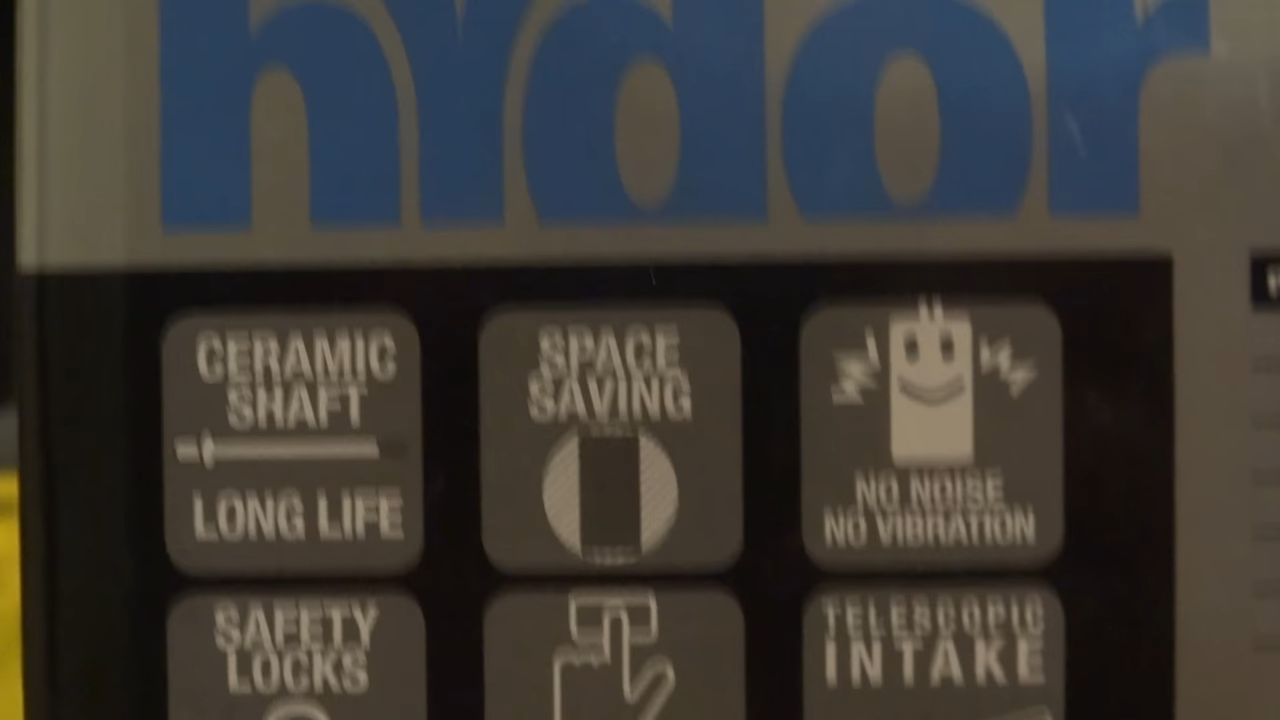 hydor
CERAMIC
SHAFT
LONG LIFE
SPACE
SAVING
NO NOISE
NO VIBRATION
SAFETY
LOCKS
TELESCOPIC
INTAKE